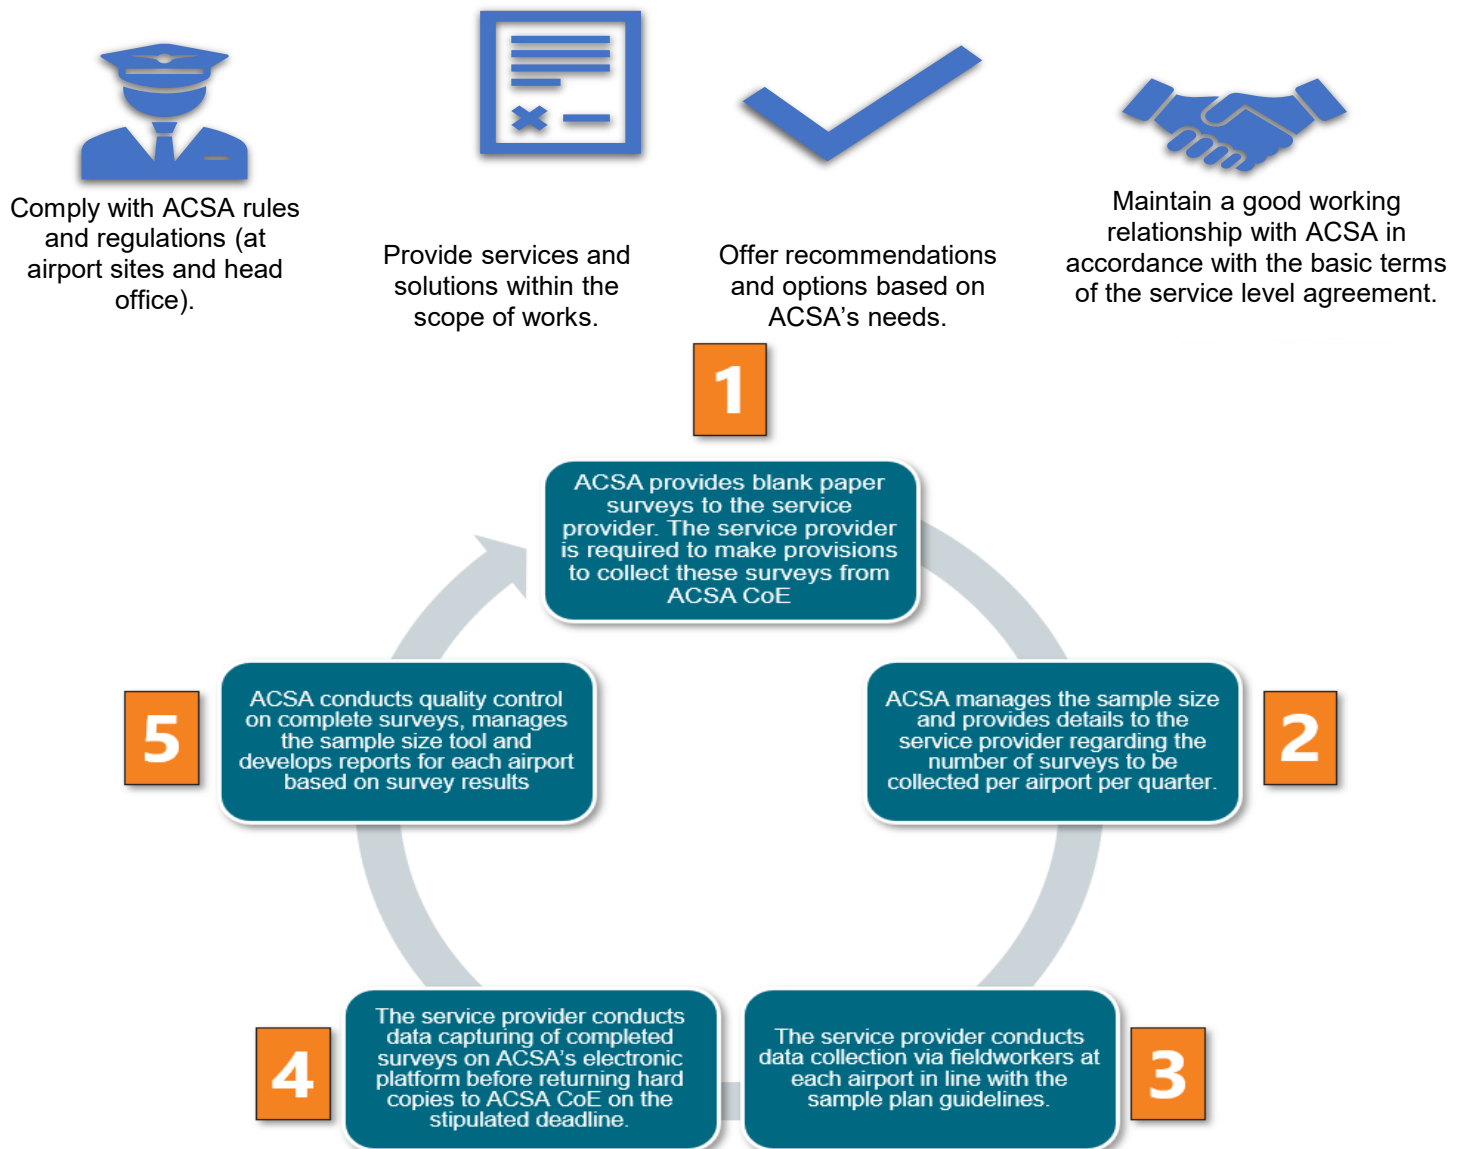 Comply with ACSA rules
and regulations (at
airport sites and head
office).
Provide services and
solutions within the
scope of works.
Offer recommendations
and options based on
ACSA's needs.
Maintain a good working
relationship with ACSA in
accordance with the basic terms
of the service level agreement.
1
ACSA provides blank paper
surveys to the service
provider. The service provider
is required to make provisions
to collect these surveys from
ACSA CoE
2
ACSA manages the sample size
and provides details to the
service provider regarding the
number of surveys to be
collected per airport per quarter.
3
The service provider conducts
data collection via fieldworkers at
each airport in line with the
sample plan guidelines.
4
The service provider conducts
data capturing of completed
surveys on ACSA's electronic
platform before returning hard
copies to ACSA CoE on the
stipulated deadline.
5
ACSA conducts quality control
on complete surveys, manages
the sample size tool and
develops reports for each airport
based on survey results